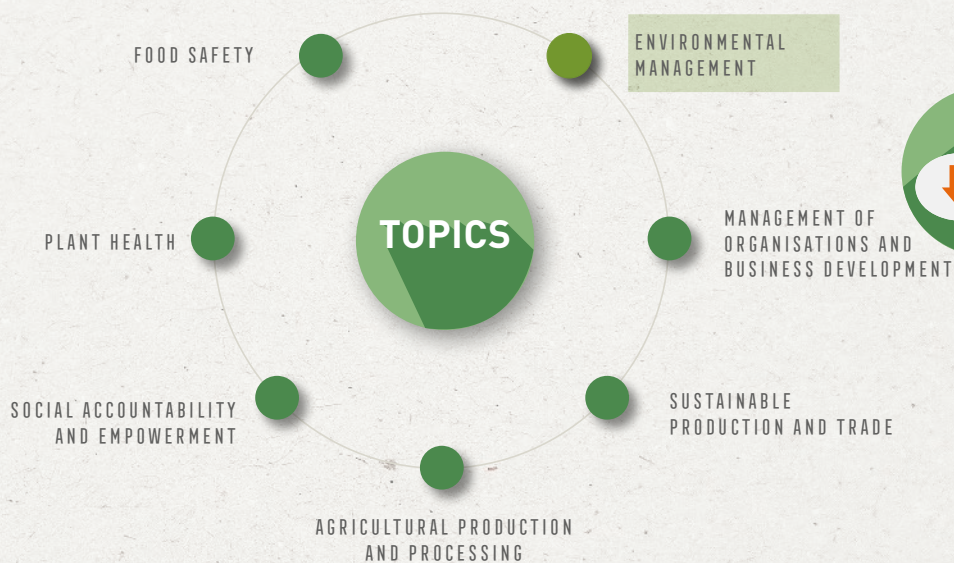 FOOD SAFETY
ENVIRONMENTAL
MANAGEMENT
TOPICS
PLANT HEALTH
MANAGEMENT OF
ORGANISATIONS AND
BUSINESS DEVELOPMENT
SOCIAL ACCOUNTABILITY
AND EMPOWERMENT
SUSTAINABLE
PRODUCTION AND TRADE
AGRICULTURAL PRODUCTION
AND PROCESSING